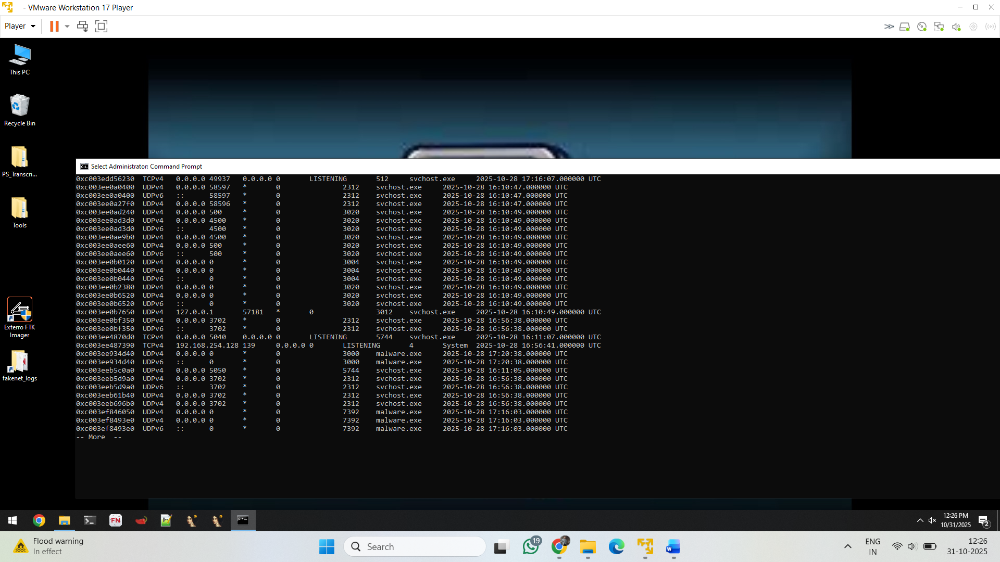 - VMware Workstation 17 Player
Player
This PC
Recycle Bin
PS_Transcri...
Tools
Exterro FTK
Imager
fakenet_logs
Select Administrator: Command Prompt
0xc003edd56230 TCPv4 0.0.0.0 49937 0.0.0.0 0 LISTENING 512 svchost.exe 2025-10-28 17:16:07.000000 UTC
0xc003ee0a0400 UDPv4 0.0.0.0 58597 * 0 2312 svchost.exe 2025-10-28 16:10:47.000000 UTC
0xc003ee0a0400 UDPv6 :: 58597 * 0 2312 svchost.exe 2025-10-28 16:10:47.000000 UTC
0xc003ee0a27f0 UDPv4 0.0.0.0 58596 * 0 2312 svchost.exe 2025-10-28 16:10:47.000000 UTC
0xc003ee0ad240 UDPv4 0.0.0.0 500 * 0 3020 svchost.exe 2025-10-28 16:10:49.000000 UTC
0xc003ee0ad3d0 UDPv4 0.0.0.0 4500 * 0 3020 svchost.exe 2025-10-28 16:10:49.000000 UTC
0xc003ee0ad3d0 UDPv6 :: 4500 * 0 3020 svchost.exe 2025-10-28 16:10:49.000000 UTC
0xc003ee0ae9b0 UDPv4 0.0.0.0 4500 * 0 3020 svchost.exe 2025-10-28 16:10:49.000000 UTC
0xc003ee0aee60 UDPv4 0.0.0.0 500 * 0 3020 svchost.exe 2025-10-28 16:10:49.000000 UTC
0xc003ee0aee60 UDPv6 :: 500 * 0 3020 svchost.exe 2025-10-28 16:10:49.000000 UTC
0xc003ee0b0120 UDPv4 0.0.0.0 0 * 0 3004 svchost.exe 2025-10-28 16:10:49.000000 UTC
0xc003ee0b0440 UDPv4 0.0.0.0 0 * 0 3004 svchost.exe 2025-10-28 16:10:49.000000 UTC
0xc003ee0b0440 UDPv6 :: 0 * 0 3004 svchost.exe 2025-10-28 16:10:49.000000 UTC
0xc003ee0b2380 UDPv4 0.0.0.0 0 * 0 3020 svchost.exe 2025-10-28 16:10:49.000000 UTC
0xc003ee0b6520 UDPv4 0.0.0.0 0 * 0 3020 svchost.exe 2025-10-28 16:10:49.000000 UTC
0xc003ee0b6520 UDPv6 :: 0 * 0 3020 svchost.exe 2025-10-28 16:10:49.000000 UTC
0xc003ee0b7650 UDPv4 127.0.0.1 57181 * 0 3012 svchost.exe 2025-10-28 16:10:49.000000 UTC
0xc003ee0bf350 UDPv4 0.0.0.0 3702 * 0 2312 svchost.exe 2025-10-28 16:56:38.000000 UTC
0xc003ee0bf350 UDPv6 :: 3702 * 0 2312 svchost.exe 2025-10-28 16:56:38.000000 UTC
0xc003ee4870d0 TCPv4 0.0.0.0 5040 0.0.0.0 0 LISTENING 5744 svchost.exe 2025-10-28 16:11:07.000000 UTC
0xc003ee487390 TCPv4 192.168.254.128 139 0.0.0.0 0 LISTENING 4 System 2025-10-28 16:56:41.000000 UTC
0xc003ee934d40 UDPv4 0.0.0.0 0 * 0 3000 malware.exe 2025-10-28 17:20:38.000000 UTC
0xc003ee934d40 UDPv6 :: 0 * 0 3000 malware.exe 2025-10-28 17:20:38.000000 UTC
0xc003eeb5c0a0 UDPv4 0.0.0.0 5050 * 0 5744 svchost.exe 2025-10-28 16:11:05.000000 UTC
0xc003eeb5d9a0 UDPv4 0.0.0.0 3702 * 0 2312 svchost.exe 2025-10-28 16:56:38.000000 UTC
0xc003eeb5d9a0 UDPv6 :: 3702 * 0 2312 svchost.exe 2025-10-28 16:56:38.000000 UTC
0xc003eeb61b40 UDPv4 0.0.0.0 3702 * 0 2312 svchost.exe 2025-10-28 16:56:38.000000 UTC
0xc003eeb696b0 UDPv4 0.0.0.0 3702 * 0 2312 svchost.exe 2025-10-28 16:56:38.000000 UTC
0xc003ef846050 UDPv4 0.0.0.0 0 * 0 7392 malware.exe 2025-10-28 17:16:03.000000 UTC
0xc003ef8493e0 UDPv4 0.0.0.0 0 * 0 7392 malware.exe 2025-10-28 17:16:03.000000 UTC
0xc003ef8493e0 UDPv6 :: 0 * 0 7392 malware.exe 2025-10-28 17:16:03.000000 UTC
-- More --
FN
12:26 PM
10/31/2025
2
Flood warning
In effect
Search
19
W
ENG
IN
12:26
31-10-2025